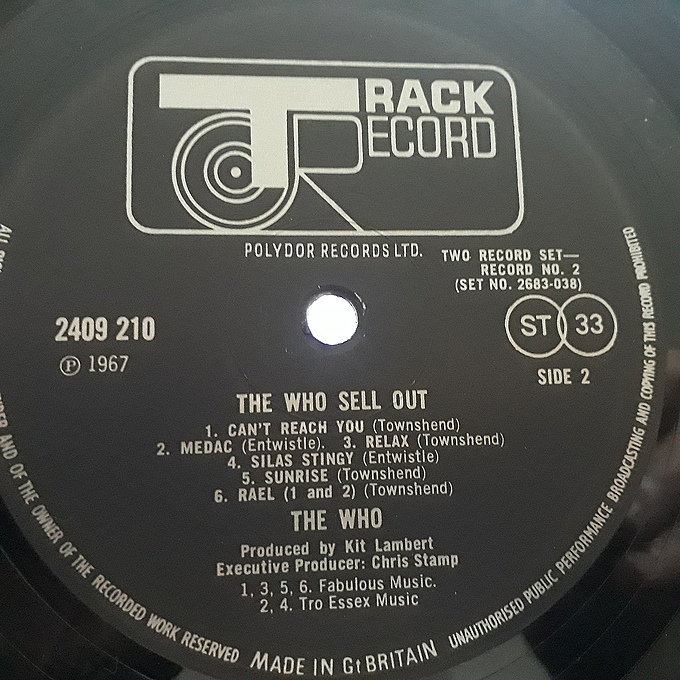 TRACK
RECORD
POLYDOR RECORDS LTD.
TWO RECORD SET—
RECORD NO. 2
(SET NO. 2683-038)
2409 210
Ⓟ 1967
ST 33
SIDE 2
THE WHO SELL OUT
1. CAN'T REACH YOU (Townshend)
2. MEDAC (Entwistle). 3. RELAX (Townshend)
4. SILAS STINGY (Entwistle)
5. SUNRISE (Townshend)
6. RAEL (1 and 2) (Townshend)
THE WHO
Produced by Kit Lambert
Executive Producer: Chris Stamp
1, 3, 5, 6. Fabulous Music.
2, 4. Tro Essex Music
ALL
AND OF THE OWNER OF THE RECORDED WORK RESERVED
MADE IN Gt BRITAIN
UNAUTHORISED PUBLIC PERFORMANCE BROADCASTING AND COPYING OF THIS RECORD PROHIBITED